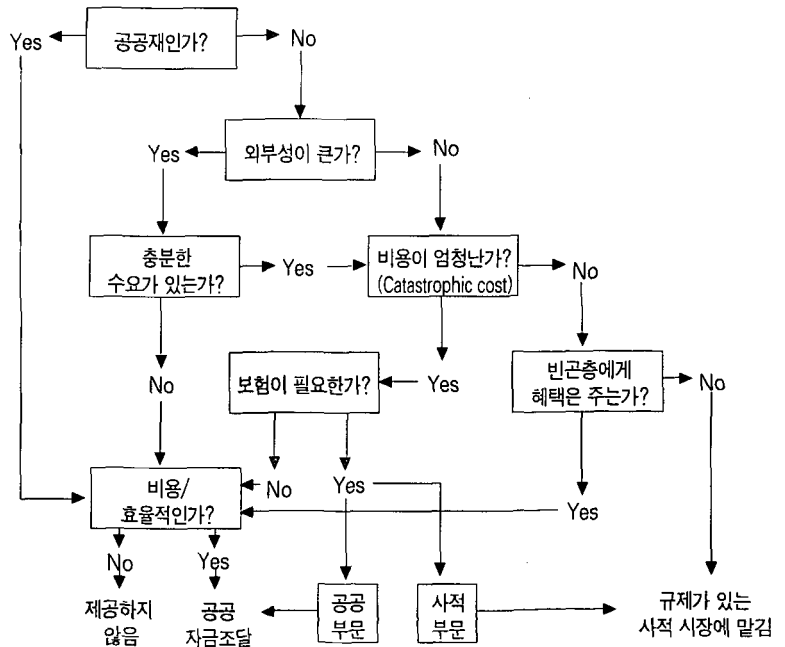 공공재인가?
Yes
No
외부성이 큰가?
Yes
No
충분한
수요가 있는가?
Yes
비용이 엄청난가?
(Catastrophic cost)
No
No
보험이 필요한가?
Yes
빈곤층에게
혜택은 주는가?
No
비용/
효율적인가?
No
Yes
Yes
No
Yes
제공하지
않음
공공
자금조달
공공
부문
사적
부문
규제가 있는
사적 시장에 맡김